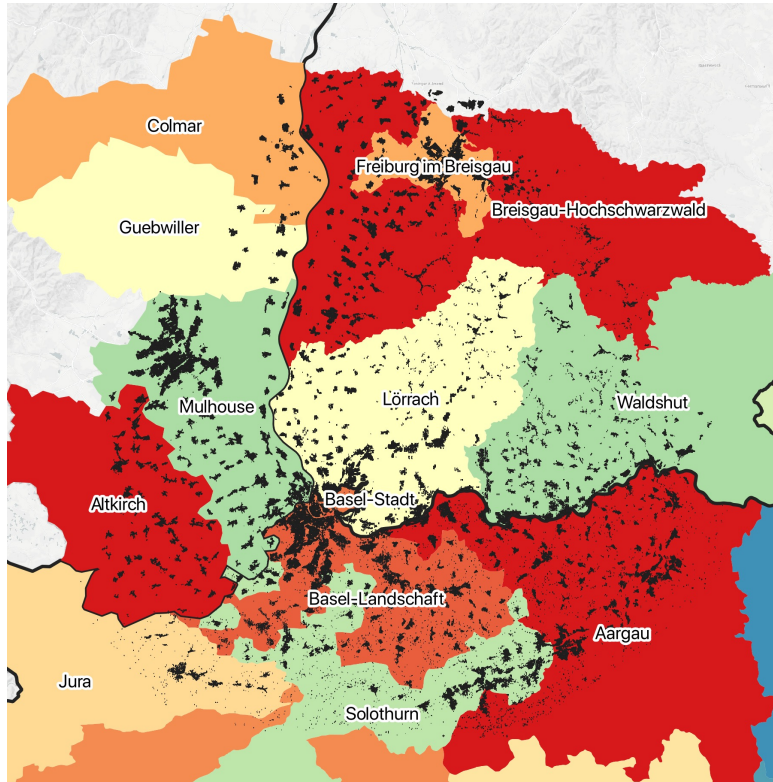 Colmar
Freiburg im Breisgau
Breisgau-Hochschwarzwald
Guebwiller
Mulhouse
Lörrach
Waldshut
Altkirch
Basel-Stadt
Basel-Landschaft
Aargau
Jura
Solothurn